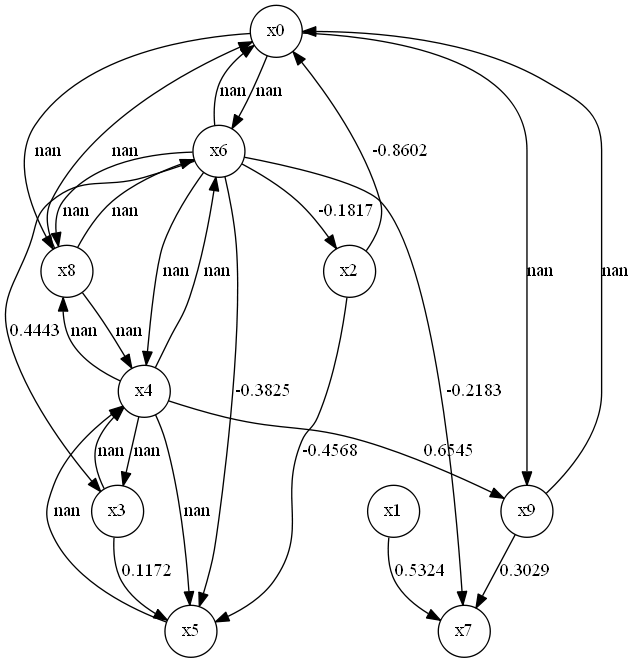 x0
nan
nan
nan
nan
-0.8602
x6
nan
nan
-0.1817
x8
x2
nan
nan
nan
nan
0.4443
nan
nan
x4
-0.3825
-0.2183
nan
nan
-0.4568
0.6545
x3
x1
x9
nan
nan
0.1172
0.5324
0.3029
x5
x7